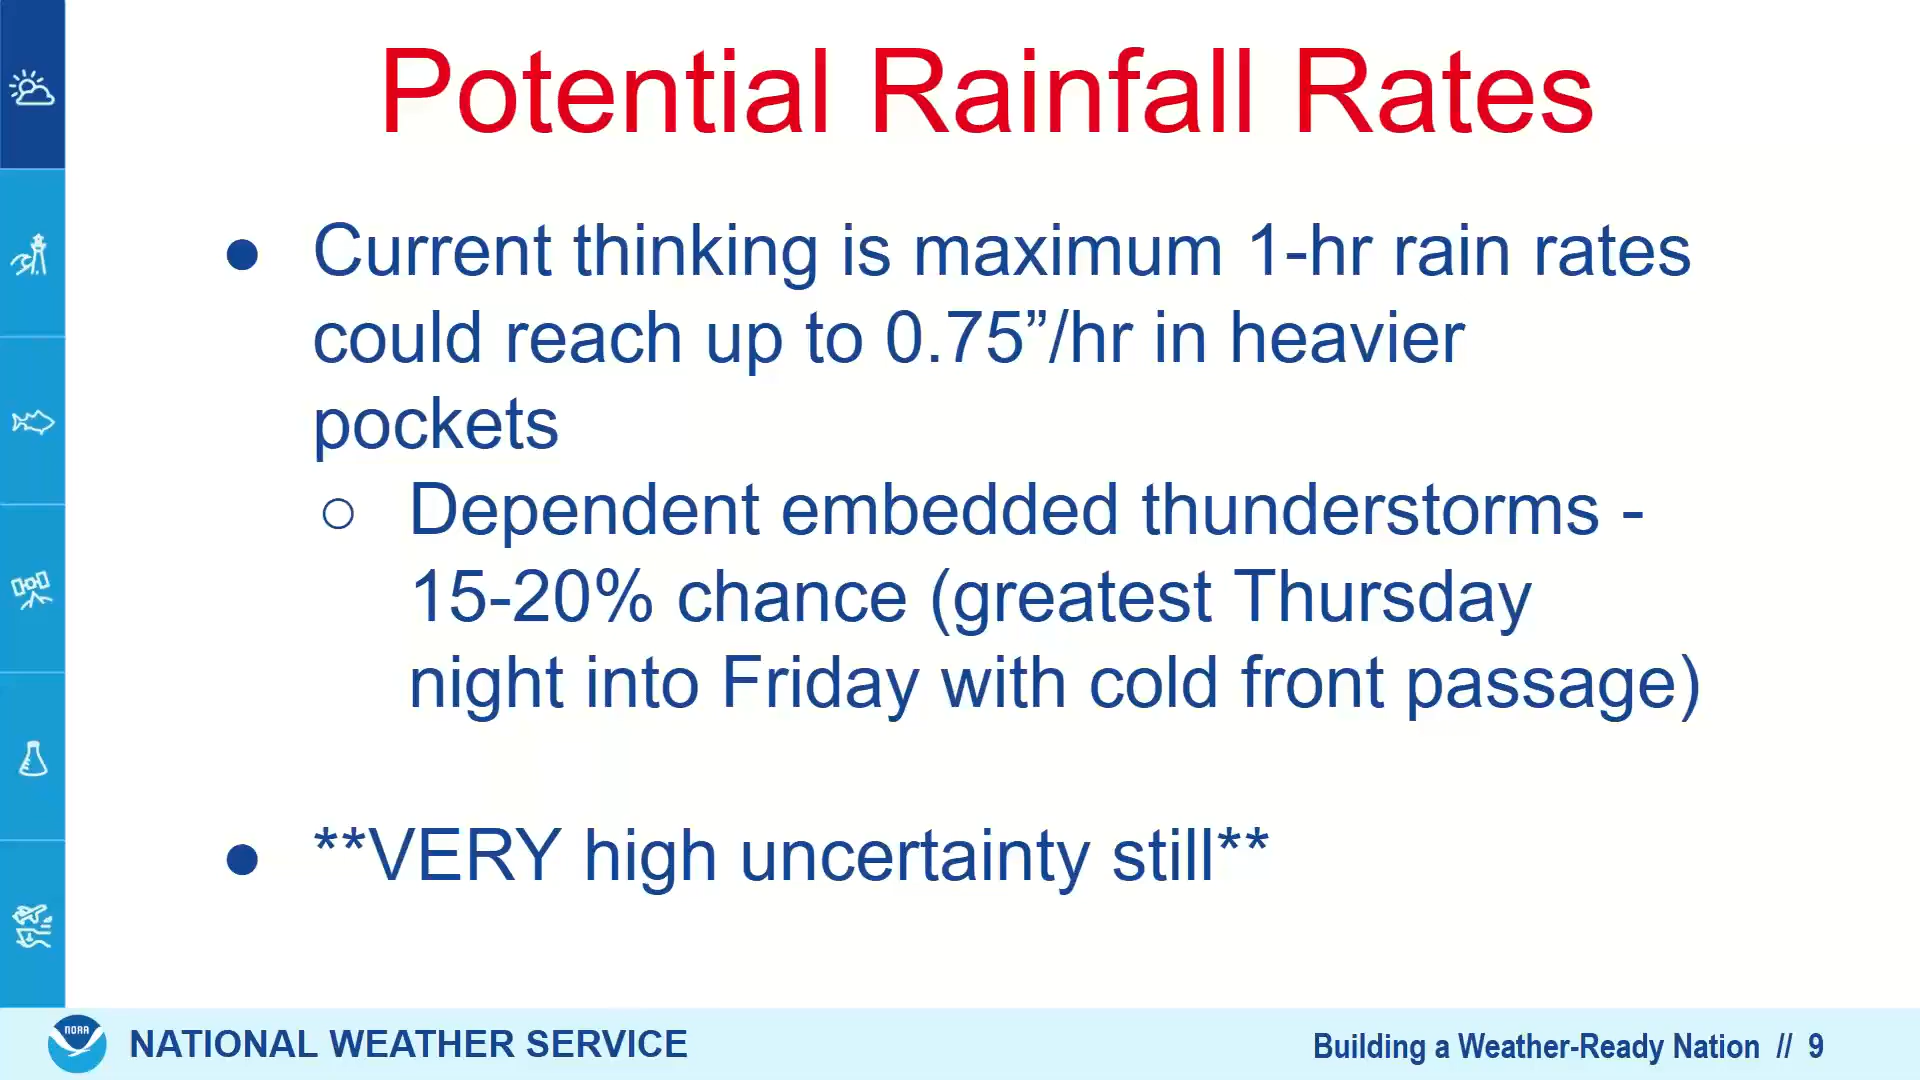 Potential Rainfall Rates
● Current thinking is maximum 1-hr rain rates
could reach up to 0.75”/hr in heavier
pockets
○ Dependent embedded thunderstorms -
15-20% chance (greatest Thursday
night into Friday with cold front passage)
● **VERY high uncertainty still**
NOAA
NATIONAL WEATHER SERVICE
Building a Weather-Ready Nation // 9